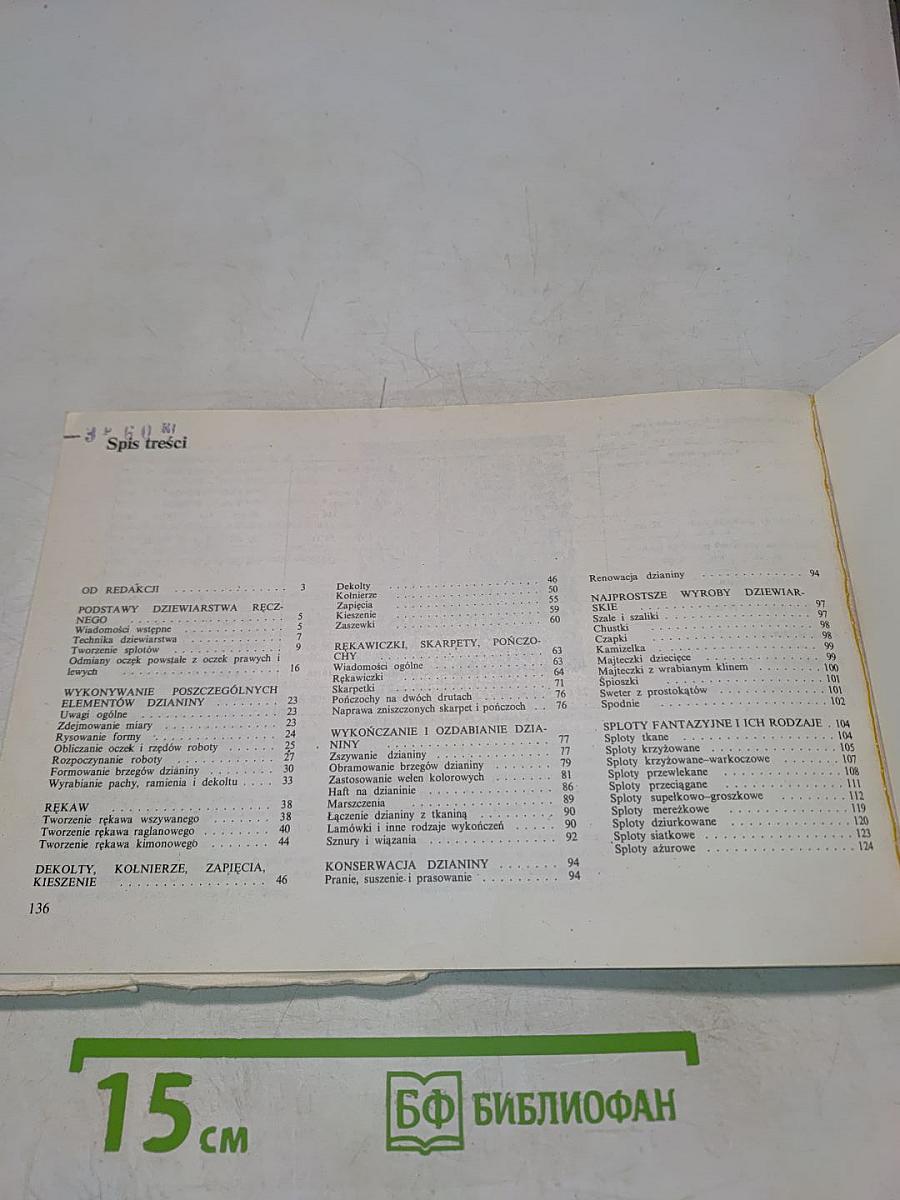 Spis treści
OD REDAKCJI . . . . . . . . . . . . . . . 3
PODSTAWY DZIEWIARSTWA RĘCZ-
NEGO . . . . . . . . . . . . . . . 5
Wiadomości wstępne . . . . . . . . . . 5
Technika dziewiarstwa . . . . . . . . . . 7
Tworzenie splotów . . . . . . . . . . 9
Odmiany oczek powstałe z oczek prawych i
lewych . . . . . . . . . . . . . . . 16
WYKONYWANIE POSZCZEGÓLNYCH
ELEMENTÓW DZIANINY . . . . . . . . 23
Uwagi ogólne . . . . . . . . . . 23
Zdejmowanie miary . . . . . . . . . . 23
Rysowanie formy . . . . . . . . . . 24
Obliczanie oczek i rzędów roboty . . . . . . . 25
Rozpoczynanie roboty . . . . . . . . . . 27
Formowanie brzegów dzianiny . . . . . . . . 30
Wyrabianie pachy, ramienia i dekoltu . . . . 33
RĘKAW . . . . . . . . . . . . . . . 38
Tworzenie rękawa wszywanego . . . . . . . . 38
Tworzenie rękawa raglanowego . . . . . . . . 40
Tworzenie rękawa kimonowego . . . . . . . . 44
DEKOLTY, KOLNIERZE, ZAPIĘCIA,
KIESZENIE . . . . . . . . . . . . . . . 46
136
Dekolty . . . . . . . . . . . . . . . 46
Kołnierze . . . . . . . . . . . . . . . 50
Zapięcia . . . . . . . . . . . . . . . 55
Kieszenie . . . . . . . . . . . . . . . 59
Zaszewki . . . . . . . . . . . . . . . 60
RĘKAWICZKI, SKARPETY, POŃCZO-
CHY . . . . . . . . . . . . . . . 63
Wiadomości ogólne . . . . . . . . . . 63
Rękawiczki . . . . . . . . . . . . . . . 64
Skarpetki . . . . . . . . . . . . . . . 71
Pończochy na dwóch drutach . . . . . . . . 76
Naprawa zniszczonych skarpet i pończoch . . 76
WYKOŃCZANIE I OZDABIANIE DZIA-
NINY . . . . . . . . . . . . . . . 77
Zszywanie dzianiny . . . . . . . . . . 77
Obramowanie brzegów dzianiny . . . . . . . . 79
Zastosowanie wełen kolorowych . . . . . . . . 81
Haft na dzianinie . . . . . . . . . . 86
Marszczenia . . . . . . . . . . . . . . . 89
Łączenie dzianiny z tkaniną . . . . . . . . 90
Lamówki i inne rodzaje wykończeń . . . . . . 90
Sznury i wiązania . . . . . . . . . . 92
KONSERWACJA DZIANINY . . . . . . . 94
Pranie, suszenie i prasowanie . . . . . . . . . 94
Renowacja dzianiny . . . . . . . . . . 94
NAJPROSTSZE WYROBY DZIEWIAR-
SKIE . . . . . . . . . . . . . . . 97
Szale i szaliki . . . . . . . . . . 97
Chustki . . . . . . . . . . . . . . . 98
Czapki . . . . . . . . . . . . . . . 98
Kamizelka . . . . . . . . . . . . . . . 99
Majteczki dziecięce . . . . . . . . . . 99
Majteczki z wrabianym klinem . . . . . . . . 100
Śpioszki . . . . . . . . . . . . . . . 101
Sweter z prostokątów . . . . . . . . . . 101
Spodnie . . . . . . . . . . . . . . . 102
SPLOTY FANTAZYJNE I ICH RODZAJE . 104
Sploty tkane . . . . . . . . . . 104
Sploty krzyżowane . . . . . . . . . . 105
Sploty krzyżowane–warkoczowe . . . . . . . . 107
Sploty przewlekane . . . . . . . . . . 108
Sploty przeciągane . . . . . . . . . . 111
Sploty supełkowo–groszkowe . . . . . . . . 112
Sploty mereżkowe . . . . . . . . . . 119
Sploty dziurkowane . . . . . . . . . . 120
Sploty siatkowe . . . . . . . . . . 123
Sploty ażurowe . . . . . . . . . . 124
15 см
БФ БИБЛИОФАН